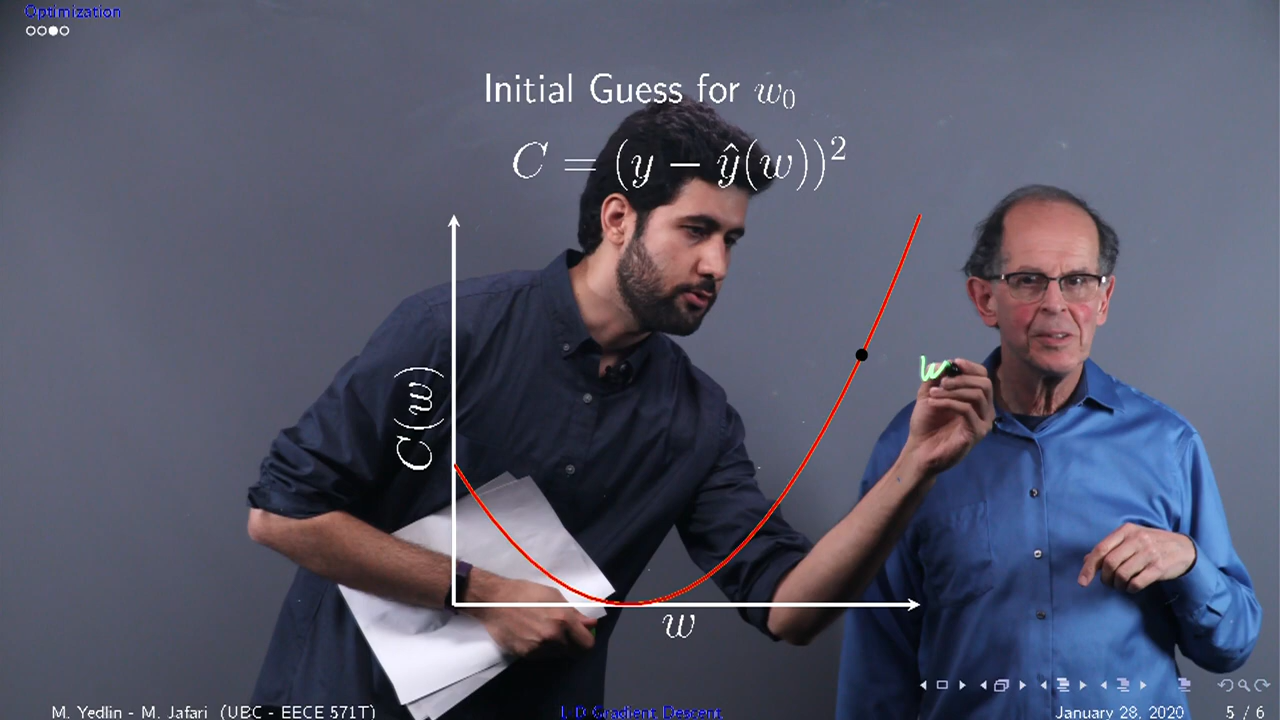 Optimization
Initial Guess for w₀
C = (y − ŷ(w))²
C(w)
w
w
M. Yedlin - M. Jafari (UBC - EECE 571T)
1-D Gradient Descent
January 28, 2020
5 / 6